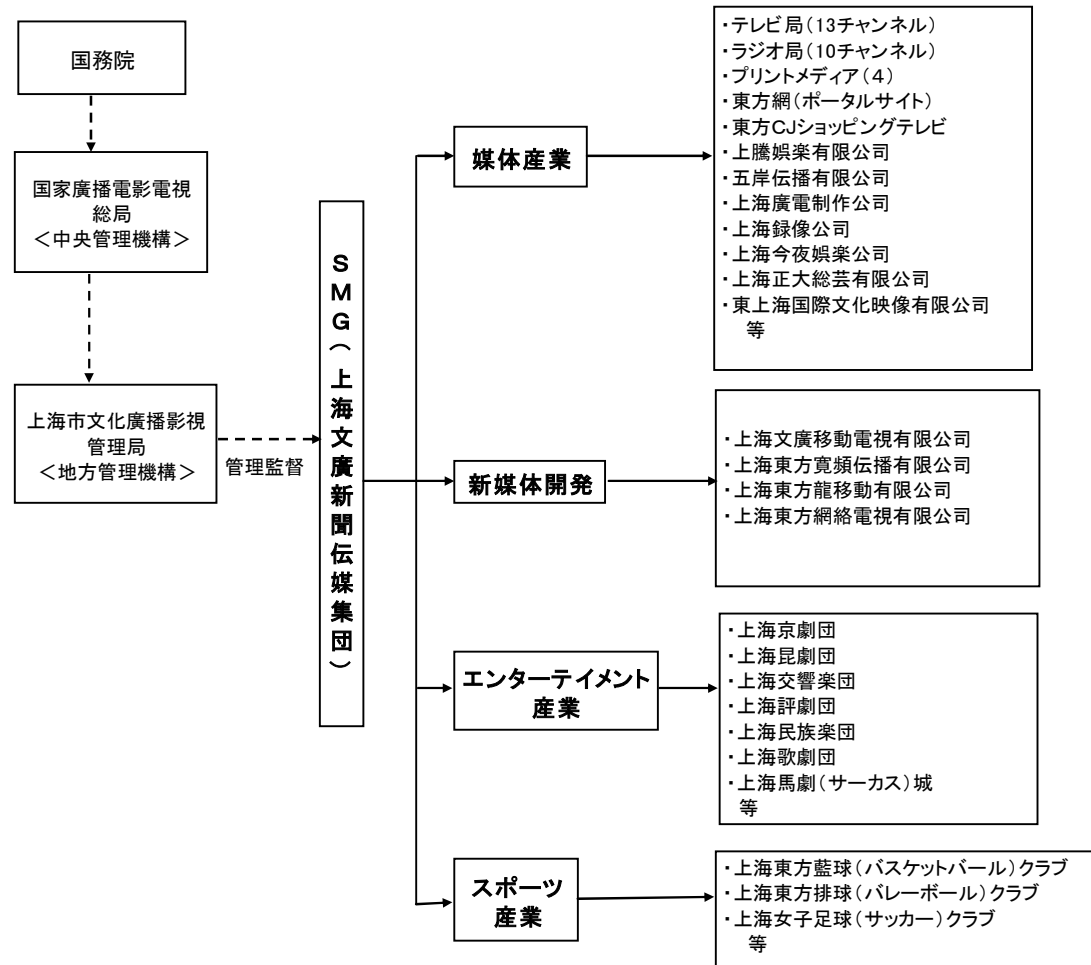 国務院
国家廣播電影電視
総局
＜中央管理機構＞
上海市文化廣播影視
管理局
＜地方管理機構＞
管理監督
SMG（上海文廣新聞伝媒集団）
媒体産業
・テレビ局（13チャンネル）
・ラジオ局（10チャンネル）
・プリントメディア（４）
・東方網（ポータルサイト）
・東方CJショッピングテレビ
・上騰娯楽有限公司
・五岸伝播有限公司
・上海廣電制作公司
・上海録像公司
・上海今夜娯楽公司
・上海正大総芸有限公司
・東上海国際文化映像有限公司
等
新媒体開発
・上海文廣移動電視有限公司
・上海東方寛頻伝播有限公司
・上海東方龍移動有限公司
・上海東方網絡電視有限公司
エンターテイメント
産業
・上海京劇団
・上海昆劇団
・上海交響楽団
・上海評劇団
・上海民族楽団
・上海歌劇団
・上海馬劇（サーカス）城
等
スポーツ
産業
・上海東方藍球（バスケットバール）クラブ
・上海東方排球（バレーボール）クラブ
・上海女子足球（サッカー）クラブ
等